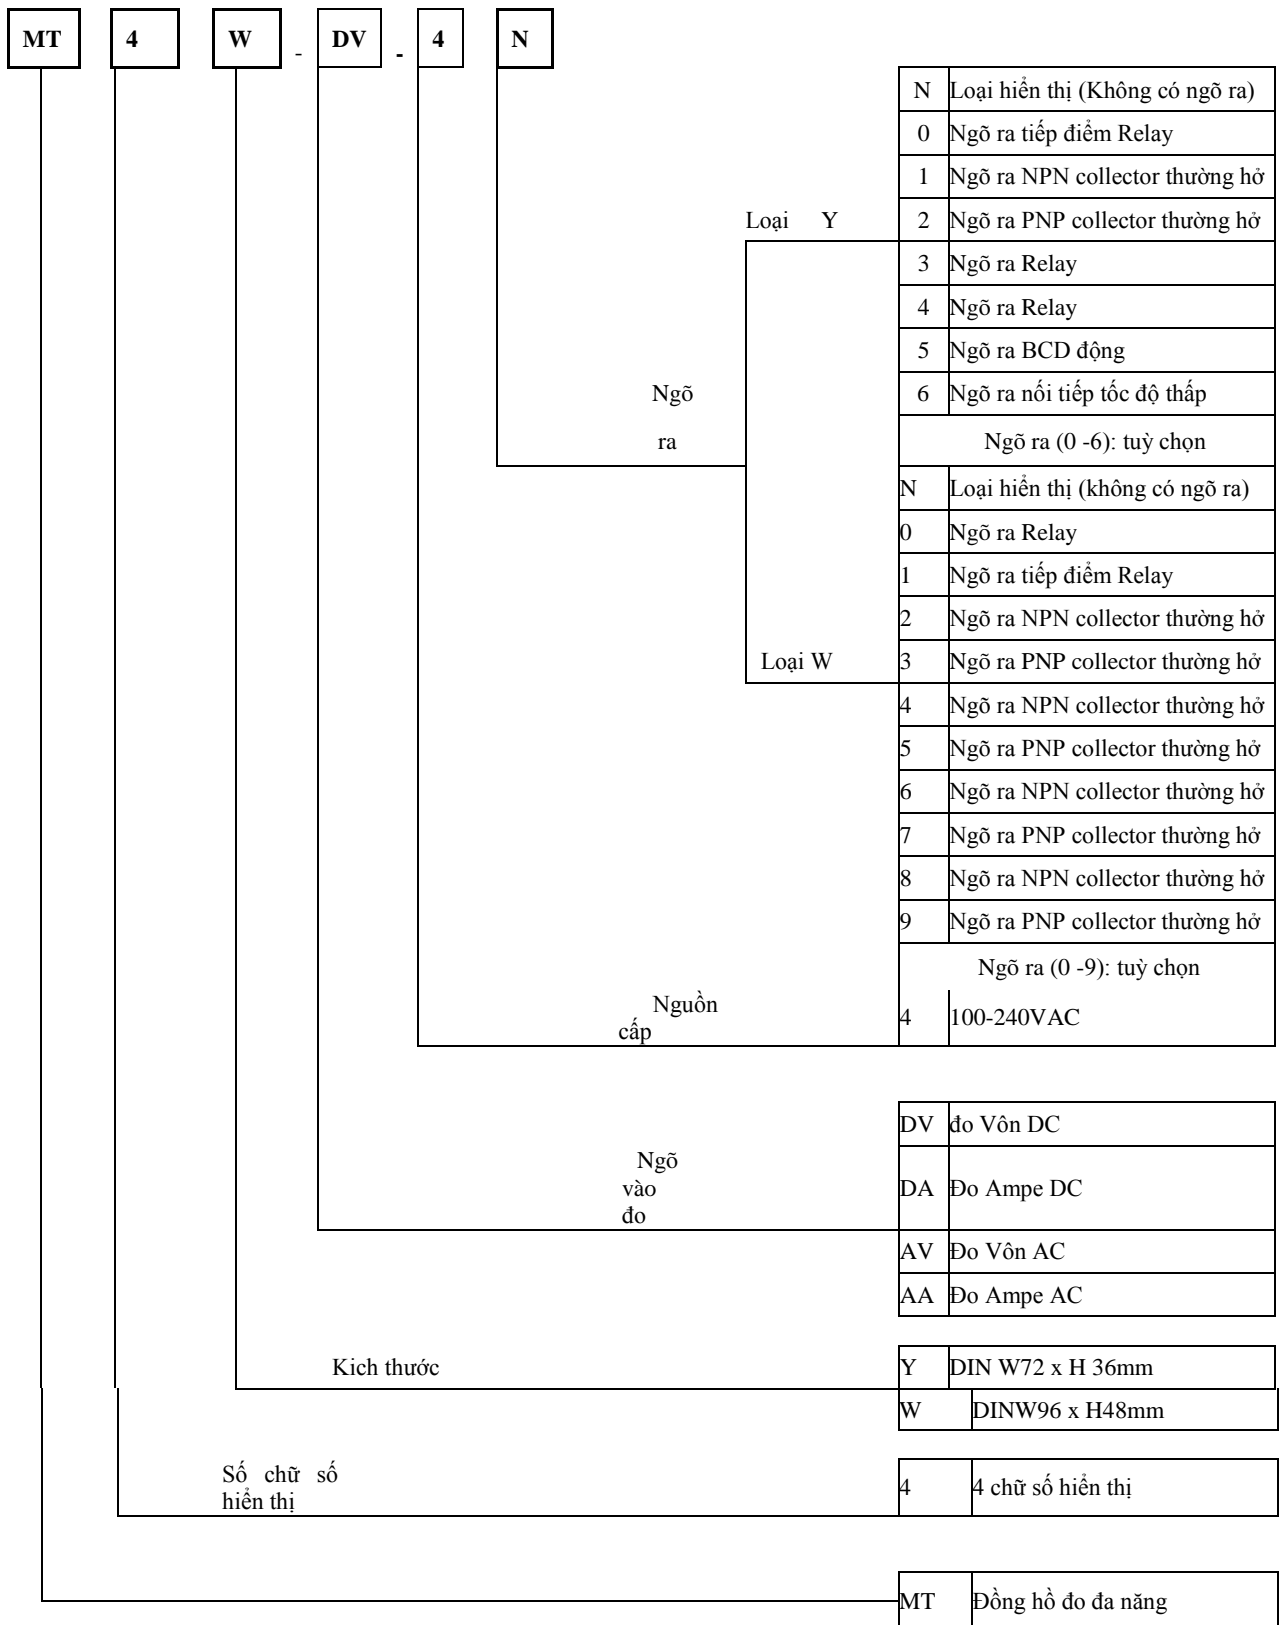 MT 4 W - DV - 4 N
N Loại hiển thị (Không có ngõ ra)
0 Ngõ ra tiếp điểm Relay
1 Ngõ ra NPN collector thường hở
Loại Y 2 Ngõ ra PNP collector thường hở
3 Ngõ ra Relay
4 Ngõ ra Relay
5 Ngõ ra BCD động
Ngõ 6 Ngõ ra nối tiếp tốc độ thấp
ra Ngõ ra (0 -6): tuỳ chọn
N Loại hiển thị (không có ngõ ra)
0 Ngõ ra Relay
1 Ngõ ra tiếp điểm Relay
2 Ngõ ra NPN collector thường hở
Loại W 3 Ngõ ra PNP collector thường hở
4 Ngõ ra NPN collector thường hở
5 Ngõ ra PNP collector thường hở
6 Ngõ ra NPN collector thường hở
7 Ngõ ra PNP collector thường hở
8 Ngõ ra NPN collector thường hở
9 Ngõ ra PNP collector thường hở
Ngõ ra (0 -9): tuỳ chọn
Nguồn
cấp
4 100-240VAC
DV đo Vôn DC
Ngõ
vào
đo
DA Đo Ampe DC
AV Đo Vôn AC
AA Đo Ampe AC
Kich thước Y DIN W72 x H 36mm
W DINW96 x H48mm
Số chữ số
hiển thị
4 4 chữ số hiển thị
MT Đồng hồ đo đa năng